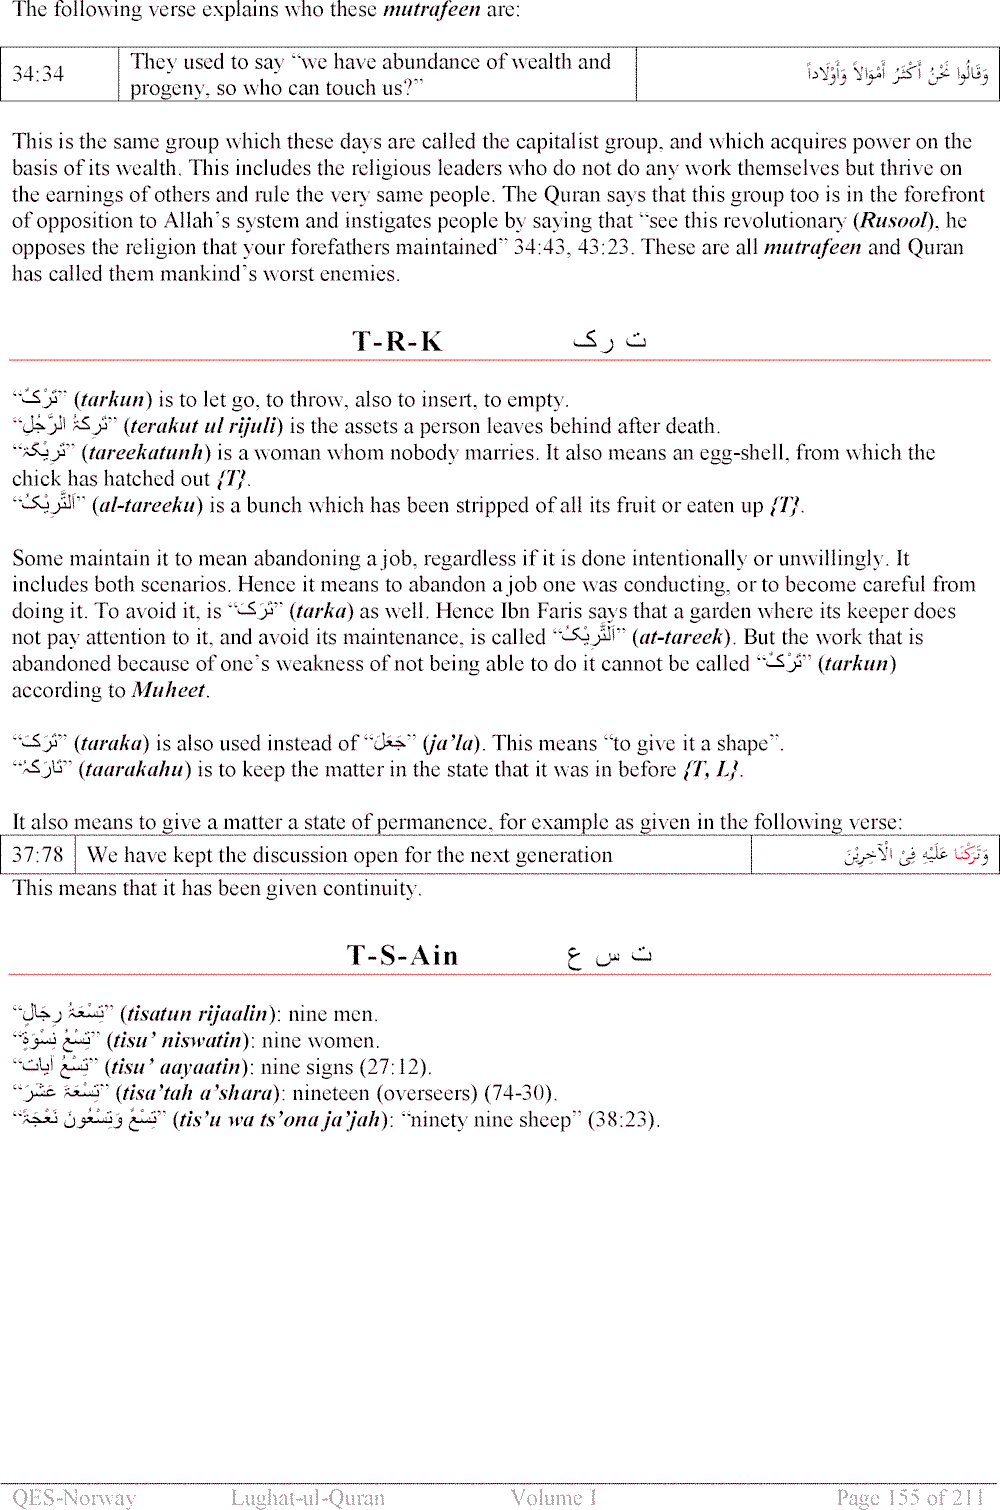 The following verse explains who these mutrafeen are:
34:34 They used to say “we have abundance of wealth and progeny, so who can touch us?” وَقَالُوا نَحْنُ أَكْثَرُ أَمْوَالاً وَأَوْلَاداً
This is the same group which these days are called the capitalist group, and which acquires power on the
basis of its wealth. This includes the religious leaders who do not do any work themselves but thrive on
the earnings of others and rule the very same people. The Quran says that this group too is in the forefront
of opposition to Allah’s system and instigates people by saying that “see this revolutionary (Rusool), he
opposes the religion that your forefathers maintained” 34:43, 43:23. These are all mutrafeen and Quran
has called them mankind’s worst enemies.
T-R-K ت ر ک
“تَرْکٌ” (tarkun) is to let go, to throw, also to insert, to empty.
“تَرِکَۃُ الرَّجُلِ” (terakut ul rijuli) is the assets a person leaves behind after death.
“تَرِیْکَۃ” (tareekatunh) is a woman whom nobody marries. It also means an egg-shell, from which the
chick has hatched out {T}.
“اَلتَّرِیْکُ” (al-tareeku) is a bunch which has been stripped of all its fruit or eaten up {T}.
Some maintain it to mean abandoning a job, regardless if it is done intentionally or unwillingly. It
includes both scenarios. Hence it means to abandon a job one was conducting, or to become careful from
doing it. To avoid it, is “تَرَکَ” (tarka) as well. Hence Ibn Faris says that a garden where its keeper does
not pay attention to it, and avoid its maintenance, is called “اَلتَّرِیْکُ” (at-tareek). But the work that is
abandoned because of one’s weakness of not being able to do it cannot be called “تَرْکٌ” (tarkun)
according to Muheet.
“تَرَکَ” (taraka) is also used instead of “جَعَلَ” (ja’la). This means “to give it a shape”.
“تَارَکَہُ” (taarakahu) is to keep the matter in the state that it was in before {T, L}.
It also means to give a matter a state of permanence, for example as given in the following verse:
37:78 We have kept the discussion open for the next generation وَتَرَكْنَا عَلَيْهِ فِىْ الْآخِرِيْنَ
This means that it has been given continuity.
T-S-Ain ت س ع
“تِسْعَۃُ رِجَالٍ” (tisatun rijaalin): nine men.
“تِسْعُ نِسْوَۃٍ” (tisu’ niswatin): nine women.
“تِسْعُ آیات” (tisu’ aayaatin): nine signs (27:12).
“تِسْعَۃَ عَشَرَ” (tisa’tah a’shara): nineteen (overseers) (74-30).
“تِسْعٌ وَتِسْعُونَ نَعْجَۃً” (tis’u wa ts’ona ja’jah): “ninety nine sheep” (38:23).
QES-Norway Lughat-ul-Quran Volume I Page 155 of 211